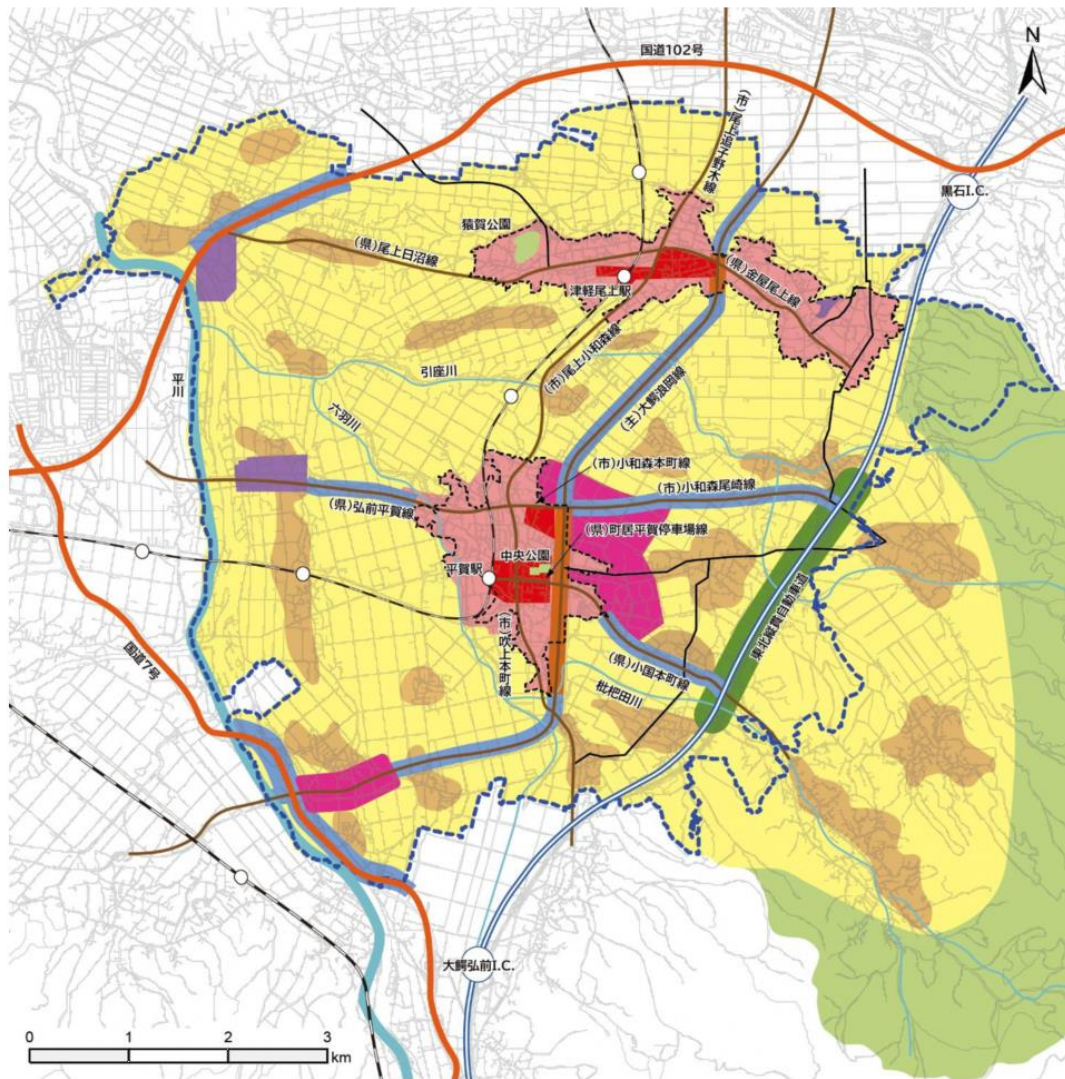 国道102号
N
(市)尾上追子野木線
黒石I.C.
猿賀公園
(県)尾上日沼線
(県)金屋尾上線
津軽尾上駅
(市)尾上小和森線
引座川
平川
六羽川
(主)大鰐浪岡線
(市)小和森本町線
(市)小和森尾崎線
(県)弘前平賀線
(県)町居平賀停車場線
中央公園
平賀駅
東北縦貫自動車道
(市)吹上本町線
国道7号
(県)小国本町線
枇杷田川
大鰐弘前I.C.
0 1 2 3
km